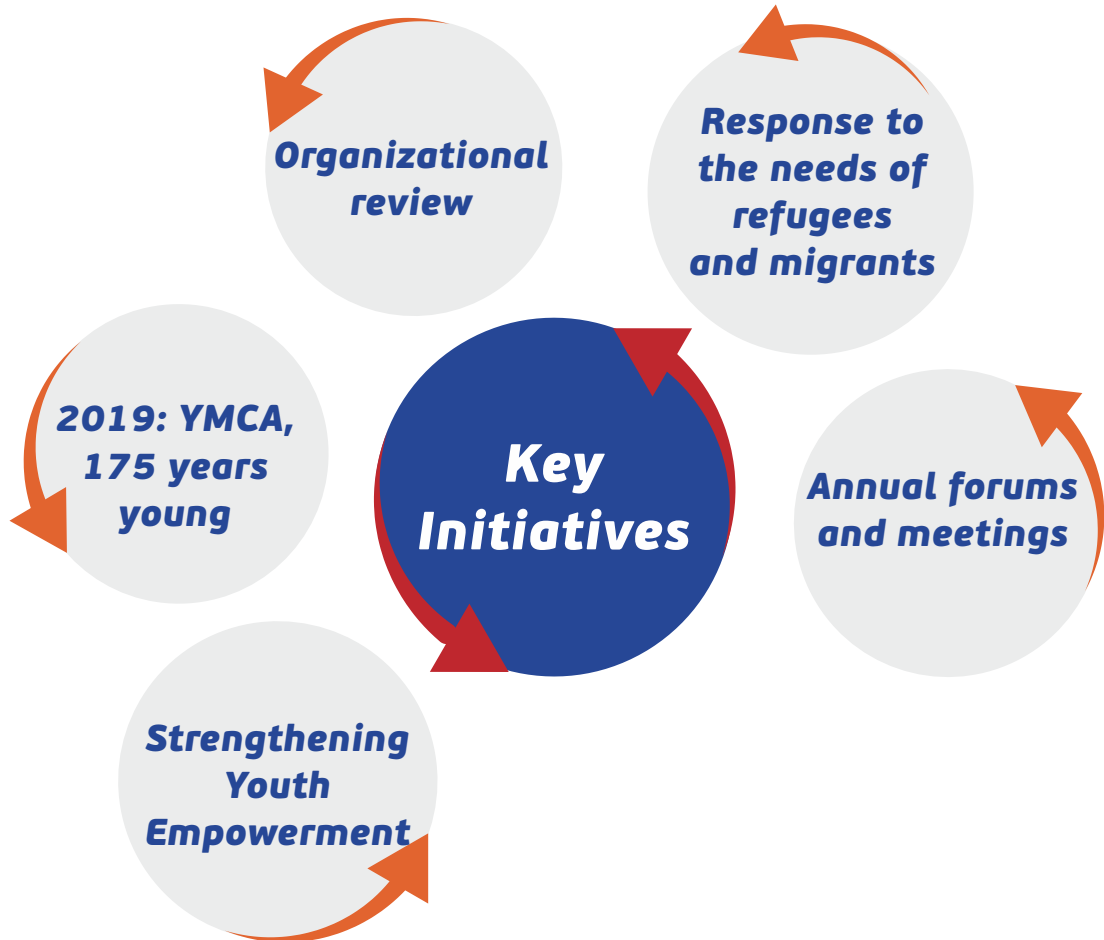 Organizational
review
Response to
the needs of
refugees
and migrants
2019: YMCA,
175 years
young
Key
Initiatives
Annual forums
and meetings
Strengthening
Youth
Empowerment